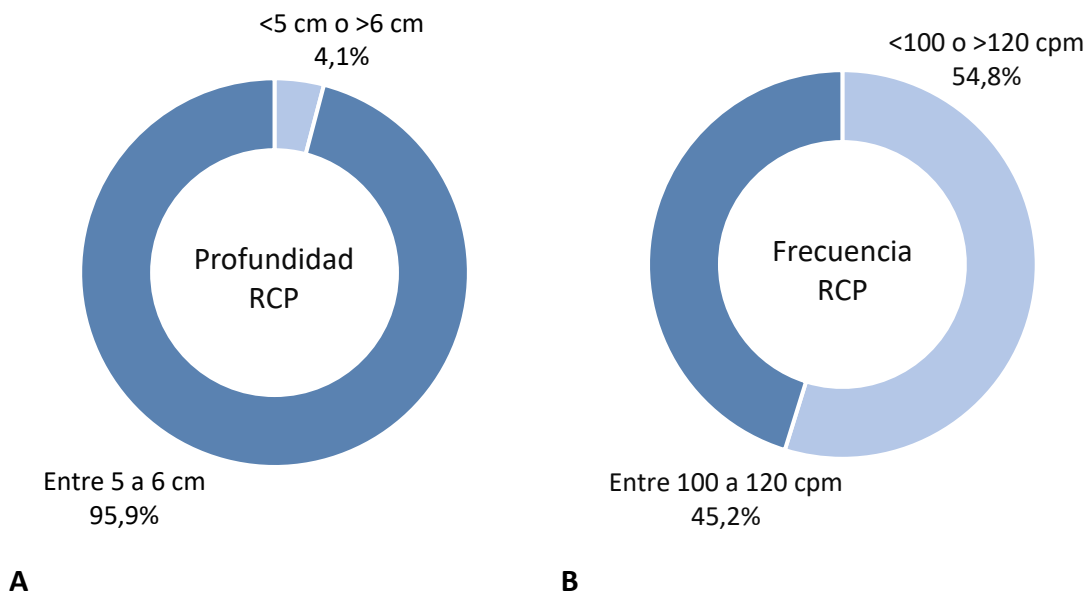 <5 cm o >6 cm
4,1%
Profundidad
RCP
Entre 5 a 6 cm
95,9%
A
<100 o >120 cpm
54,8%
Frecuencia
RCP
Entre 100 a 120 cpm
45,2%
B